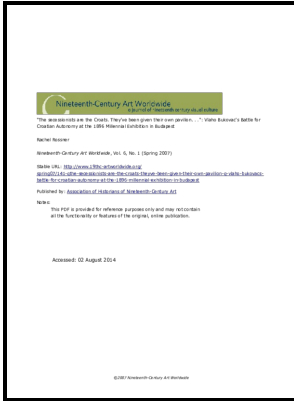 Nineteenth-Century Art Worldwide
a journal of nineteenth-century visual culture
"The secessionists are the Croats. They've been given their own pavilion . . .": Vlaho Bukovac's Battle for
Croatian Autonomy at the 1896 Millennial Exhibition in Budapest
Rachel Rossner
Nineteenth-Century Art Worldwide, Vol. 6, No. 1 (Spring 2007)
Stable URL: http://www.19thc-artworldwide.org/
spring07/141-qthe-secessionists-are-the-croats-theyve-been-given-their-own-pavilion-q-vlaho-bukovacs-
battle-for-croatian-autonomy-at-the-1896-millennial-exhibition-in-budapest
Published by: Association of Historians of Nineteenth-Century Art
Notes:
This PDF is provided for reference purposes only and may not contain
all the functionality or features of the original, online publication.
Accessed: 02 August 2014
©2007 Nineteenth-Century Art Worldwide